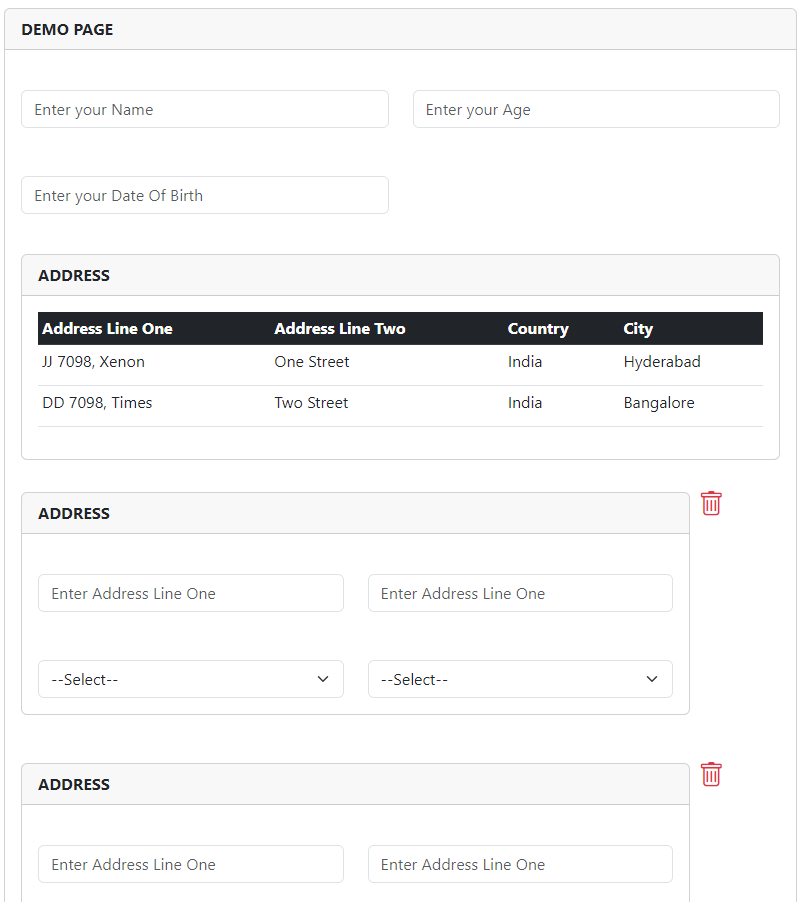 DEMO PAGE
Enter your Name Enter your Age
Enter your Date Of Birth
ADDRESS
Address Line One Address Line Two Country City
JJ 7098, Xenon One Street India Hyderabad
DD 7098, Times Two Street India Bangalore
ADDRESS
Enter Address Line One Enter Address Line One
--Select-- --Select--
ADDRESS
Enter Address Line One Enter Address Line One